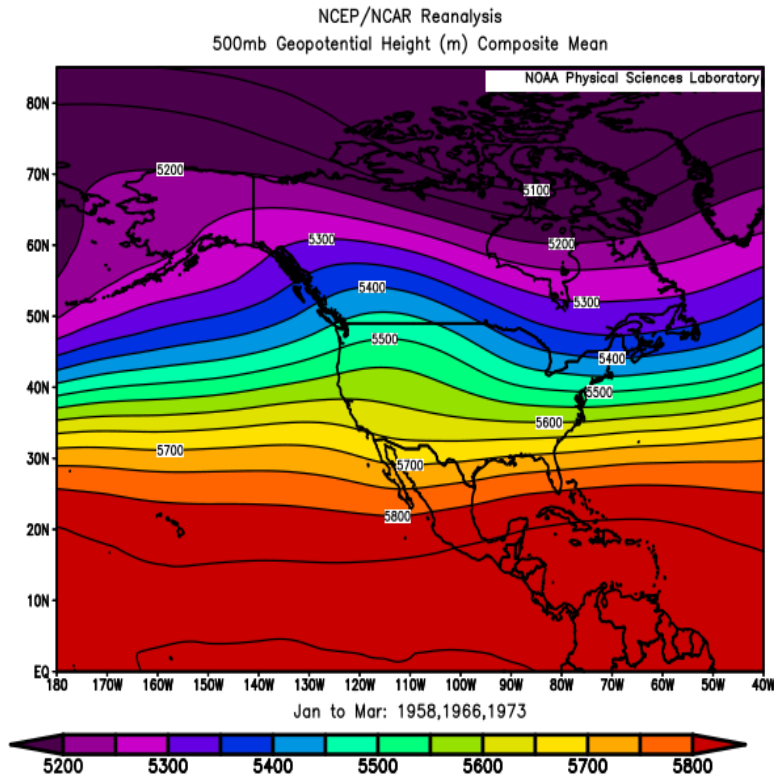 NCEP/NCAR Reanalysis
500mb Geopotential Height (m) Composite Mean
NOAA Physical Sciences Laboratory
80N
70N
5200
5100
60N
5300
5200
5400
5300
50N
5500
5400
40N
5500
5600
30N
5700
5700
20N
5800
10N
EQ
180 170W 160W 150W 140W 130W 120W 110W 100W 90W 80W 70W 60W 50W 40W
Jan to Mar: 1958,1966,1973
5200 5300 5400 5500 5600 5700 5800